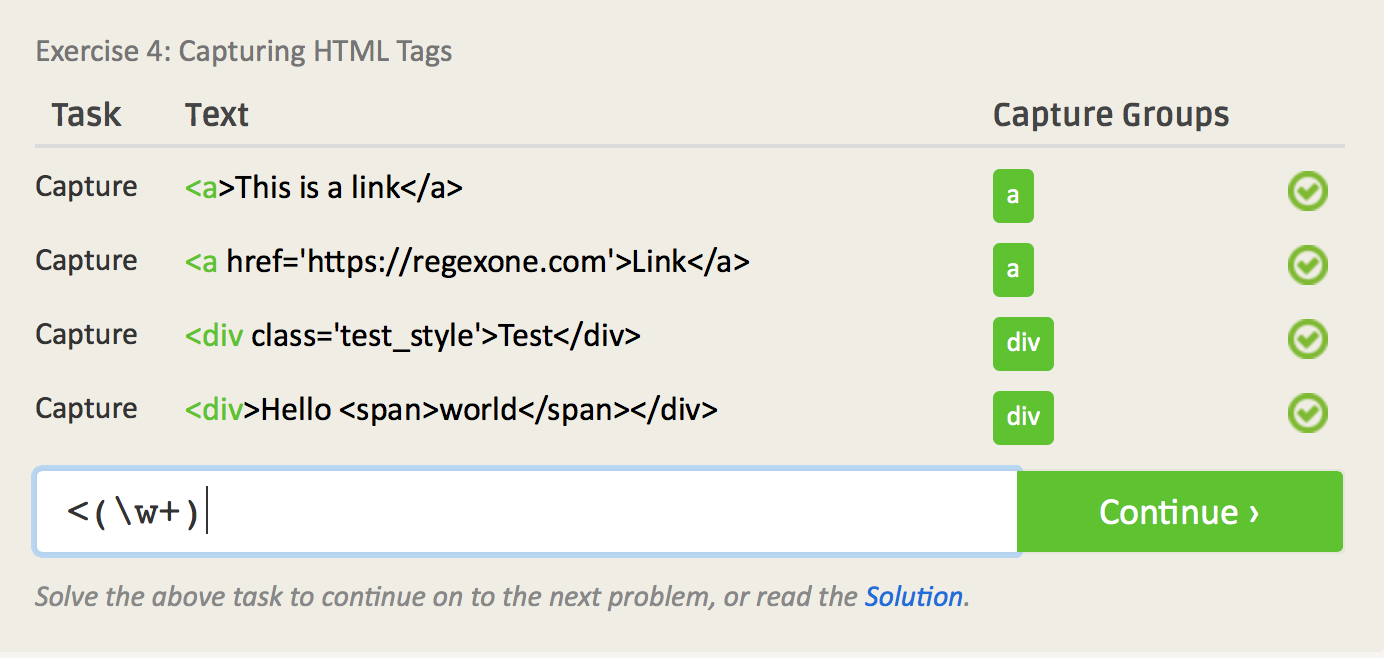 Exercise 4: Capturing HTML Tags
Task Text Capture Groups
Capture <a>This is a link</a> a
Capture <a href='https://regexone.com'>Link</a> a
Capture <div class='test_style'>Test</div> div
Capture <div>Hello <span>world</span></div> div
<(\w+) Continue ›
Solve the above task to continue on to the next problem, or read the Solution.